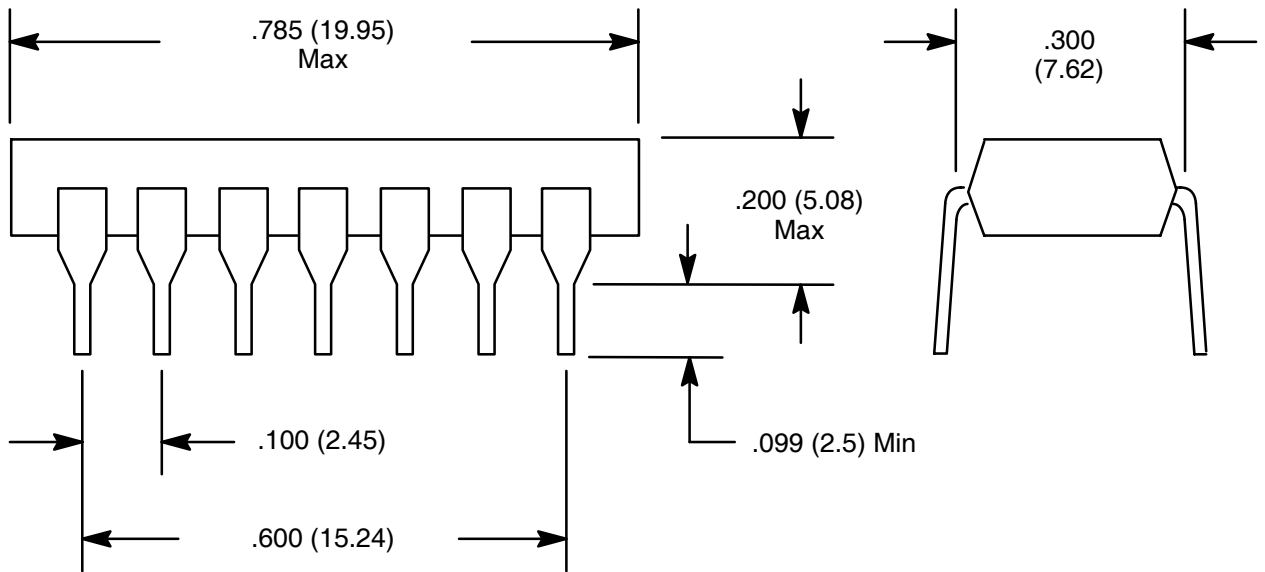 .785 (19.95)
Max
.300
(7.62)
.200 (5.08)
Max
.100 (2.45)
.099 (2.5) Min
.600 (15.24)